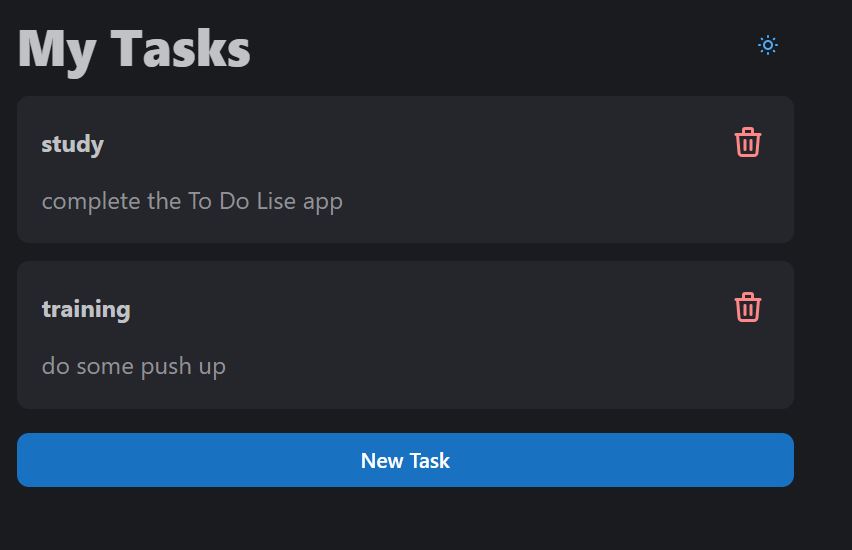 My Tasks
study
complete the To Do Lise app
training
do some push up
New Task